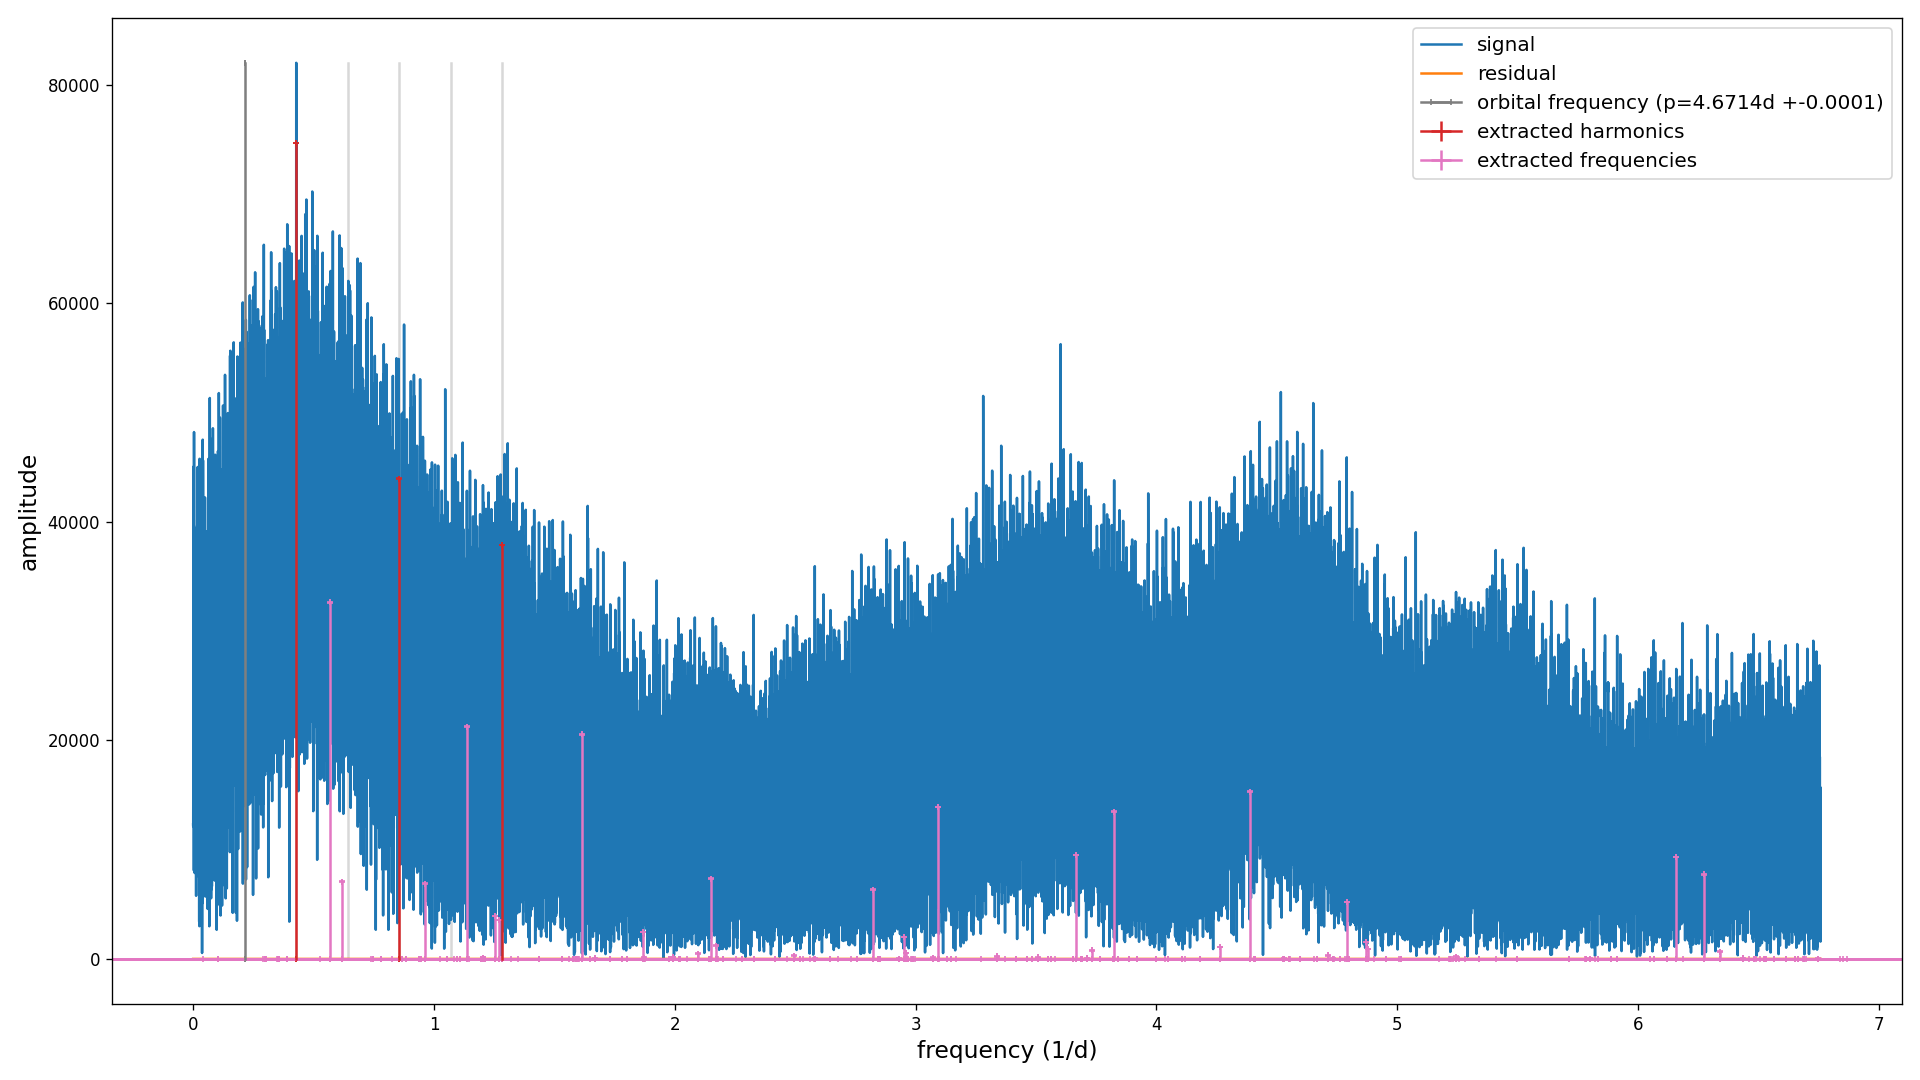 signal
residual
orbital frequency (p=4.6714d +-0.0001)
extracted harmonics
extracted frequencies
amplitude
80000
60000
40000
20000
0
0 1 2 3 4 5 6 7
frequency (1/d)